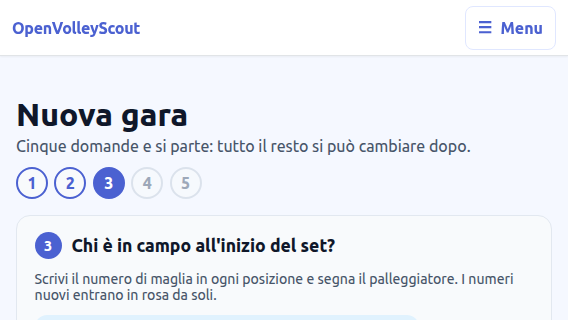 OpenVolleyScout
☰ Menu
Nuova gara
Cinque domande e si parte: tutto il resto si può cambiare dopo.
1 2 3 4 5
3 Chi è in campo all'inizio del set?
Scrivi il numero di maglia in ogni posizione e segna il palleggiatore. I numeri
nuovi entrano in rosa da soli.